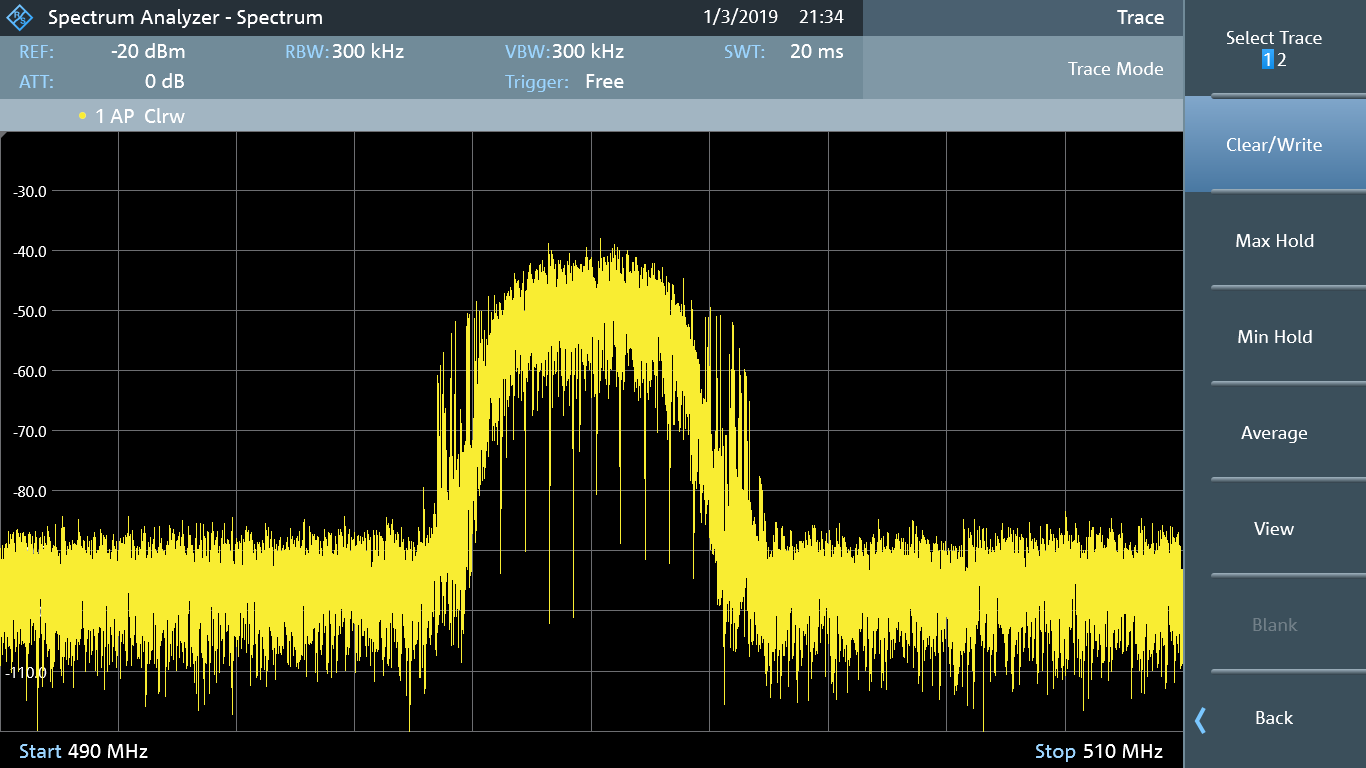 Spectrum Analyzer - Spectrum 1/3/2019 21:34 Trace
REF: -20 dBm RBW: 300 kHz VBW: 300 kHz SWT: 20 ms
ATT: 0 dB Trigger: Free
Trace Mode
1 AP Clrw
-30.0
-40.0
-50.0
-60.0
-70.0
-80.0
-110.0
Start 490 MHz Stop 510 MHz
Select Trace
1 2
Clear/Write
Max Hold
Min Hold
Average
View
Blank
Back